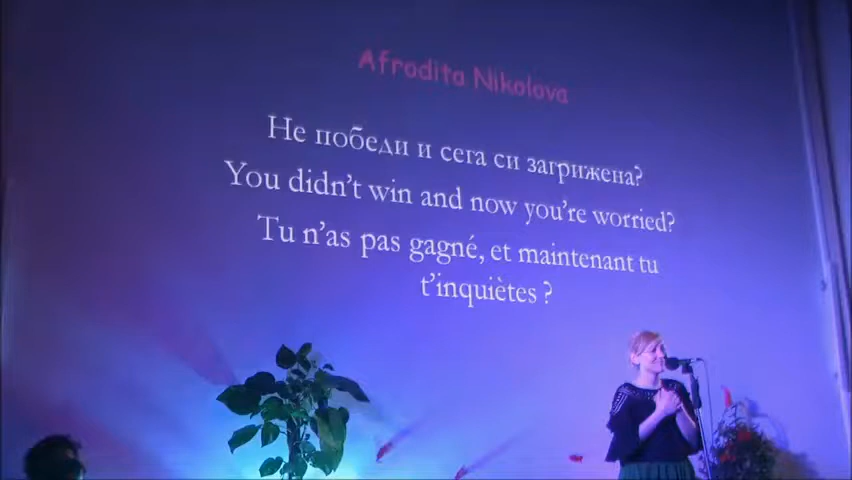 Afrodita Nikolova
Не победи и сега си загрижена?
You didn't win and now you're worried?
Tu n'as pas gagné, et maintenant tu
t'inquiètes ?